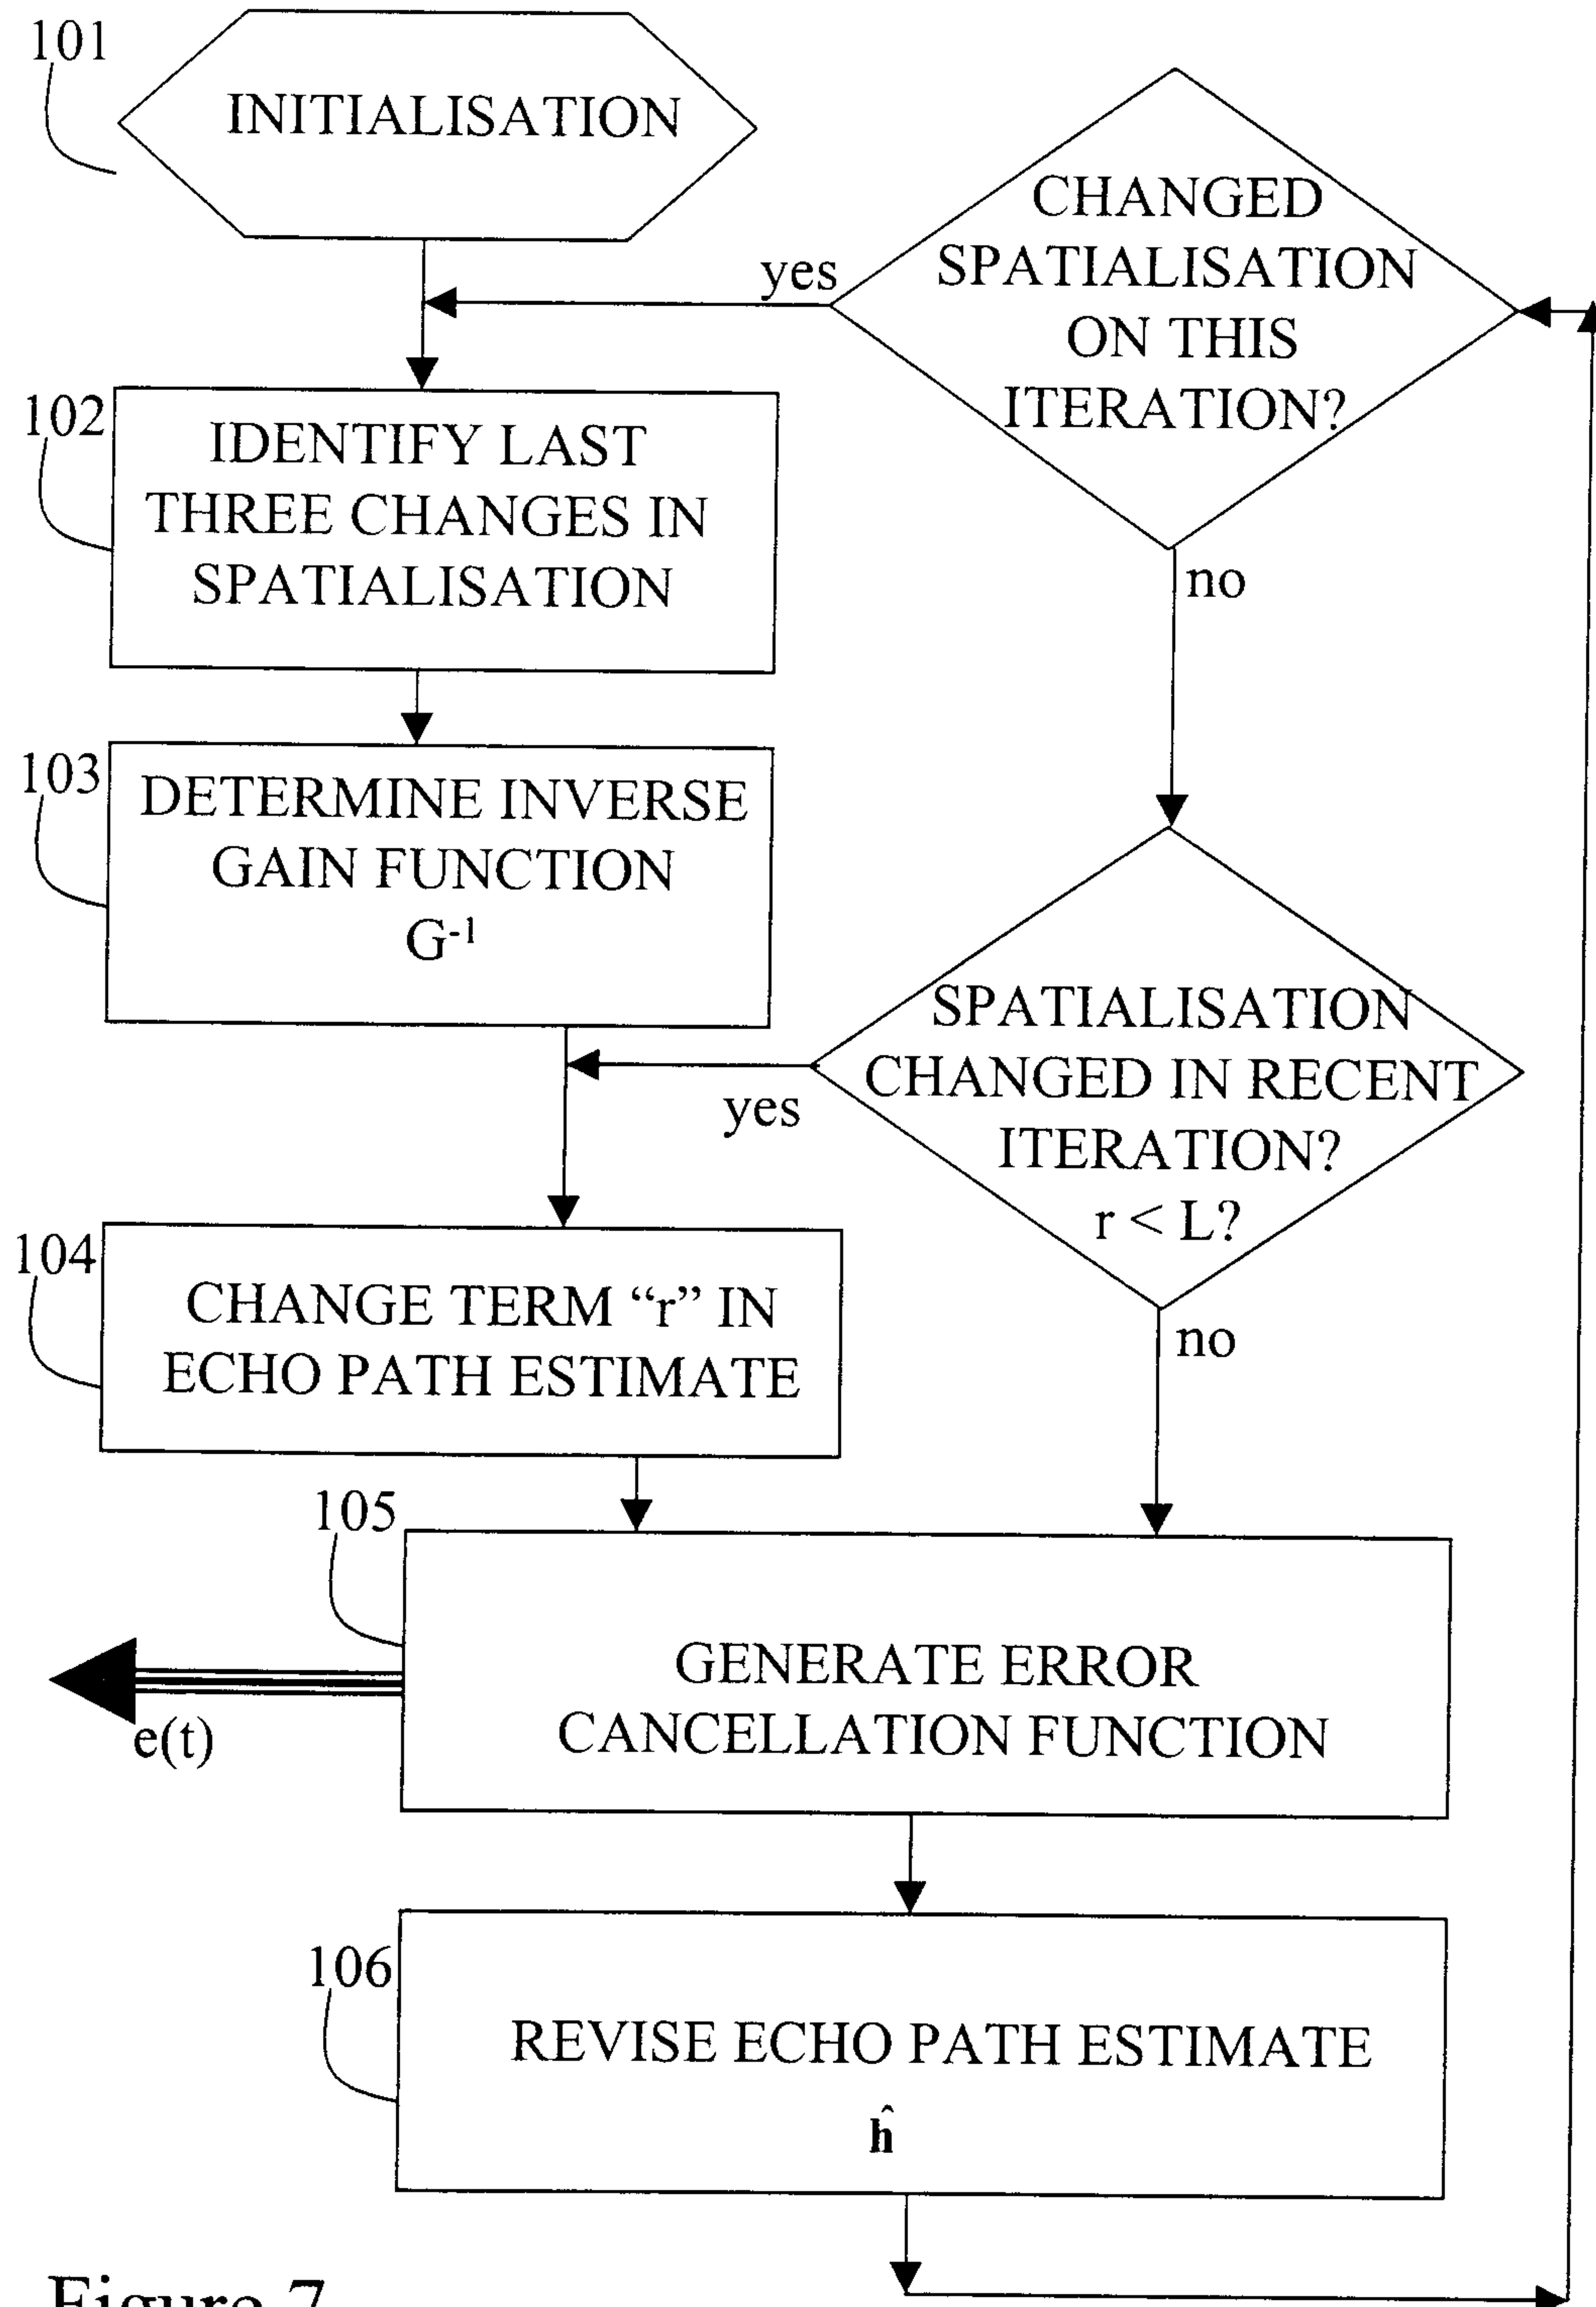 101
INITIALISATION
CHANGED
SPATIALISATION
ON THIS
ITERATION?
yes
no
102
IDENTIFY LAST
THREE CHANGES IN
SPATIALISATION
103
DETERMINE INVERSE
GAIN FUNCTION
G⁻¹
SPATIALISATION
CHANGED IN RECENT
ITERATION?
r < L?
yes
no
104
CHANGE TERM “r” IN
ECHO PATH ESTIMATE
105
GENERATE ERROR
CANCELLATION FUNCTION
e(t)
106
REVISE ECHO PATH ESTIMATE
ĥ
Figure 7